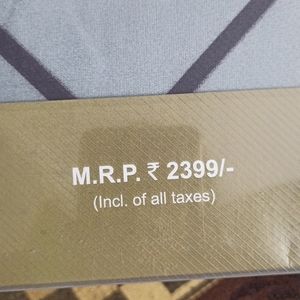 M.R.P. ₹ 2399/-
(Incl. of all taxes)